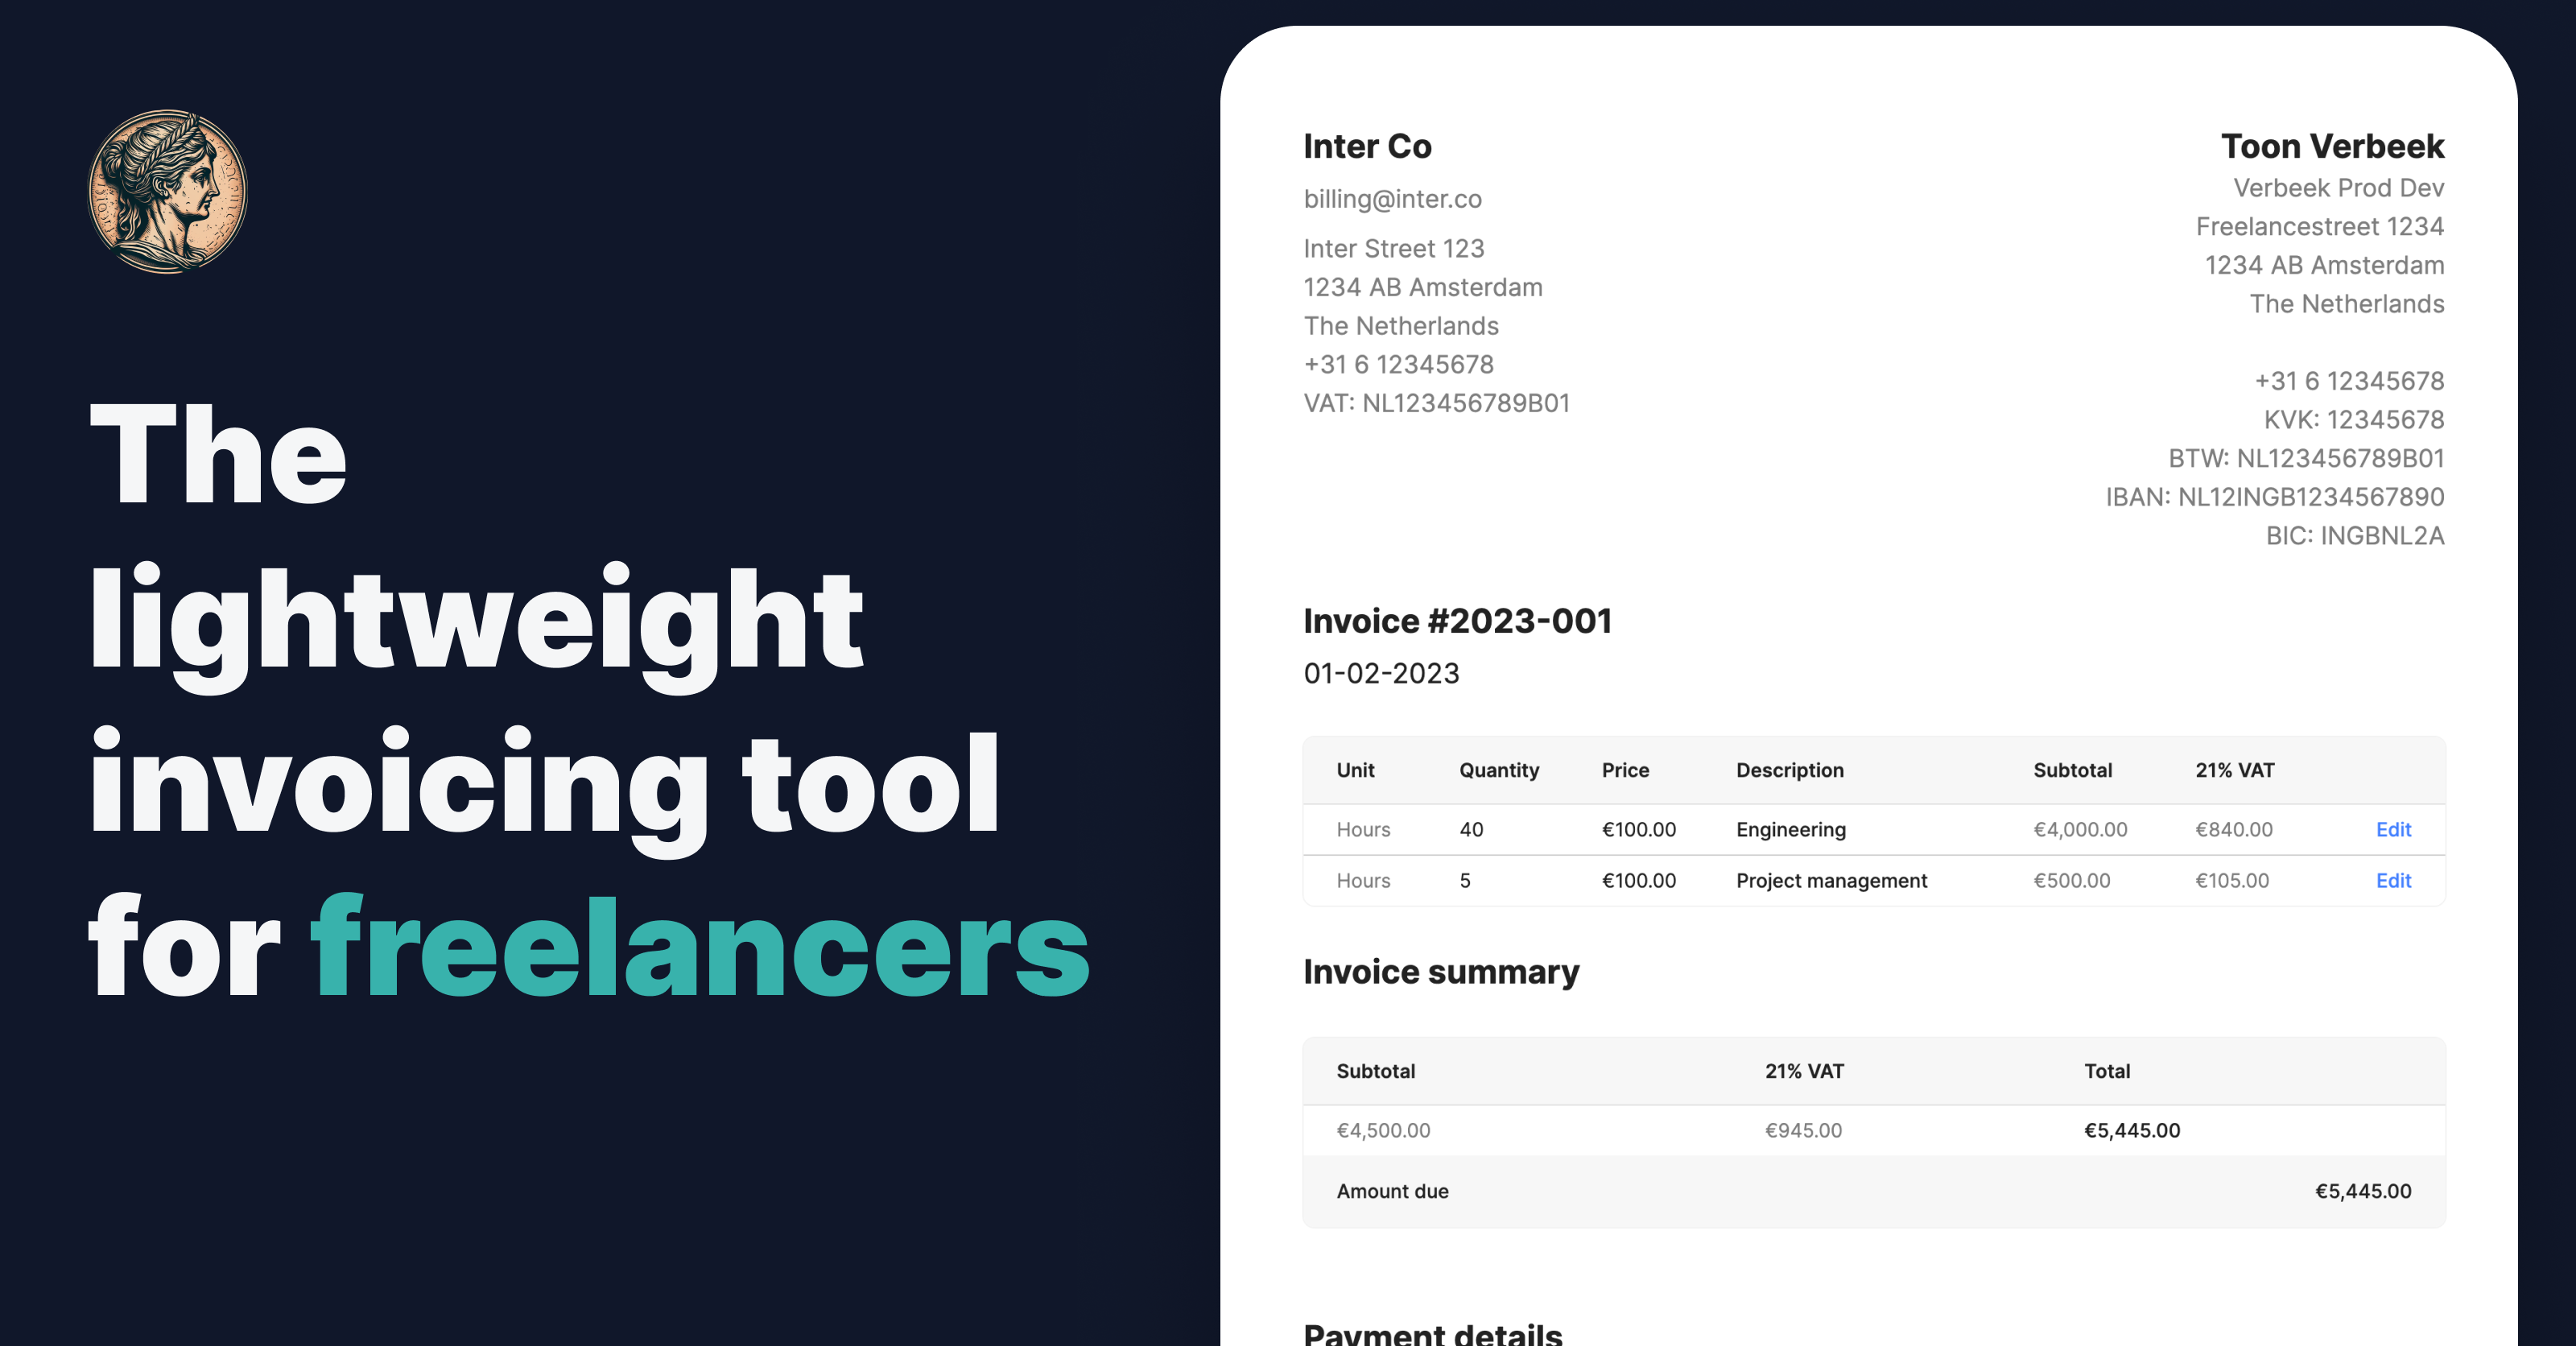 The
lightweight
invoicing tool
for freelancers
Inter Co
billing@inter.co
Inter Street 123
1234 AB Amsterdam
The Netherlands
+31 6 12345678
VAT: NL123456789B01
Toon Verbeek
Verbeek Prod Dev
Freelancestreet 1234
1234 AB Amsterdam
The Netherlands
+31 6 12345678
KVK: 12345678
BTW: NL123456789B01
IBAN: NL12INGB1234567890
BIC: INGBNL2A
Invoice #2023-001
01-02-2023
Unit Quantity Price Description Subtotal 21% VAT
Hours 40 €100.00 Engineering €4,000.00 €840.00 Edit
Hours 5 €100.00 Project management €500.00 €105.00 Edit
Invoice summary
Subtotal 21% VAT Total
€4,500.00 €945.00 €5,445.00
Amount due €5,445.00
Payment details